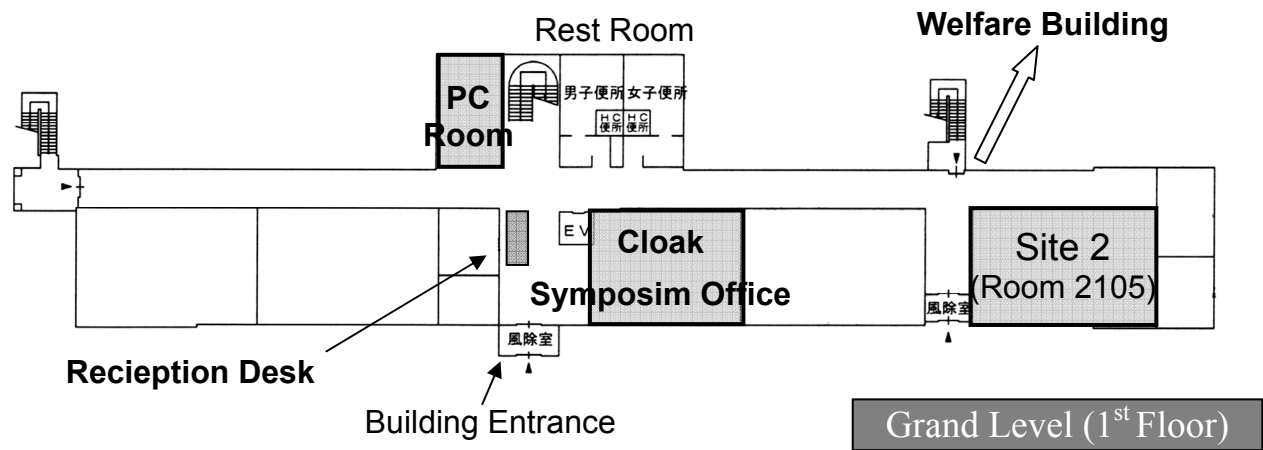 Rest Room
Welfare Building
PC
Room
男子便所
女子便所
HC
便所
HC
便所
EV
Cloak
Symposim Office
Site 2
(Room 2105)
風除室
風除室
Recieption Desk
Building Entrance
Grand Level (1st Floor)